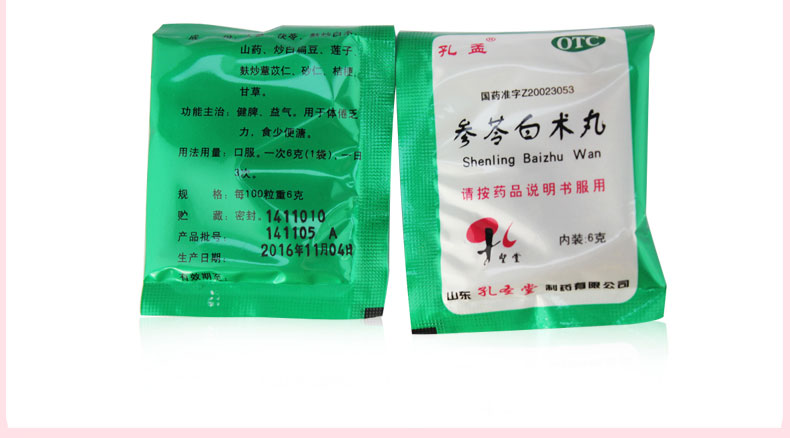 山药、炒白扁豆、莲子
麸炒薏苡仁、砂仁、桔梗
甘草。
功能主治：健脾、益气。用于体倦乏
力，食少便溏。
用法用量：口服。一次6克(1袋)，一日
3次。
规 格：每100粒重6克
贮 藏：密封。
产品批号：
生产日期：
有效期至：
1411010
141105 A
2016年11月04日
孔孟
OTC
国药准字Z20023053
参苓白术丸
Shenling Baizhu Wan
请按药品说明书服用
孔圣堂
内装：6克
山东 孔圣堂 制药有限公司